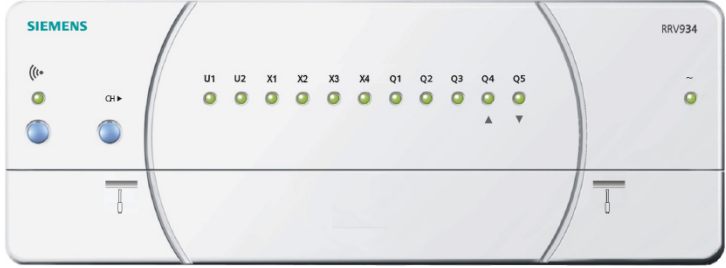 SIEMENS
RRV934
CH ▶
U1 U2 X1 X2 X3 X4 Q1 Q2 Q3 Q4 Q5
~
▲ ▼